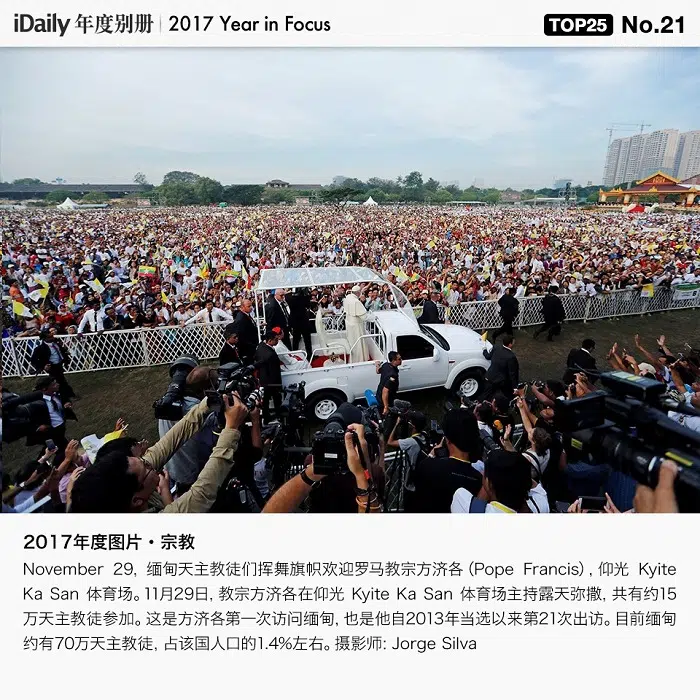 iDaily 年度别册 | 2017 Year in Focus
TOP25 No.21
2017年度图片·宗教
November 29, 缅甸天主教徒们挥舞旗帜欢迎罗马教宗方济各 (Pope Francis) , 仰光 Kyite
Ka San 体育场。11月29日, 教宗方济各在仰光 Kyite Ka San 体育场主持露天弥撒, 共有约15
万天主教徒参加。这是方济各第一次访问缅甸, 也是他自2013年当选以来第21次出访。目前缅甸
约有70万天主教徒, 占该国人口的1.4%左右。摄影师: Jorge Silva